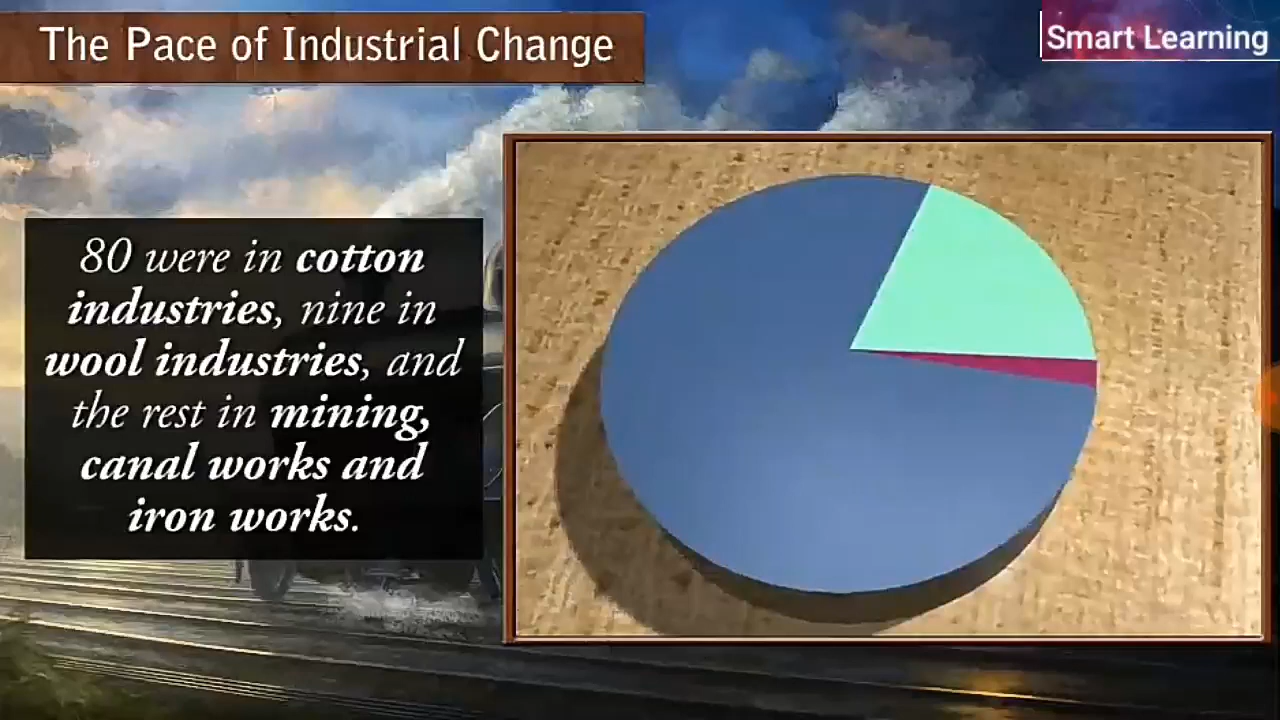 The Pace of Industrial Change
Smart Learning
80 were in cotton
industries, nine in
wool industries, and
the rest in mining,
canal works and
iron works.